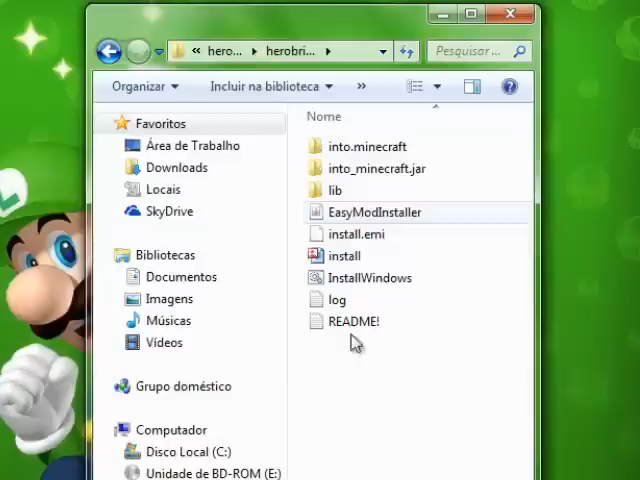 « hero... ▸ herobri... ▸
Pesquisar ...
Organizar
Incluir na biblioteca
»
Nome
Favoritos
Área de Trabalho
Downloads
Locais
SkyDrive
Bibliotecas
Documentos
Imagens
Músicas
Vídeos
Grupo doméstico
Computador
Disco Local (C:)
Unidade de BD-ROM (E:)
into.minecraft
into_minecraft.jar
lib
EasyModInstaller
install.emi
install
InstallWindows
log
README!
L